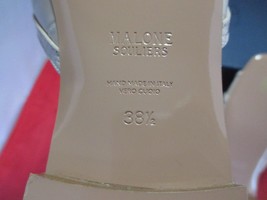 MALONE
SOULIERS
HAND MADE IN ITALY
VERO CUOIO
38½